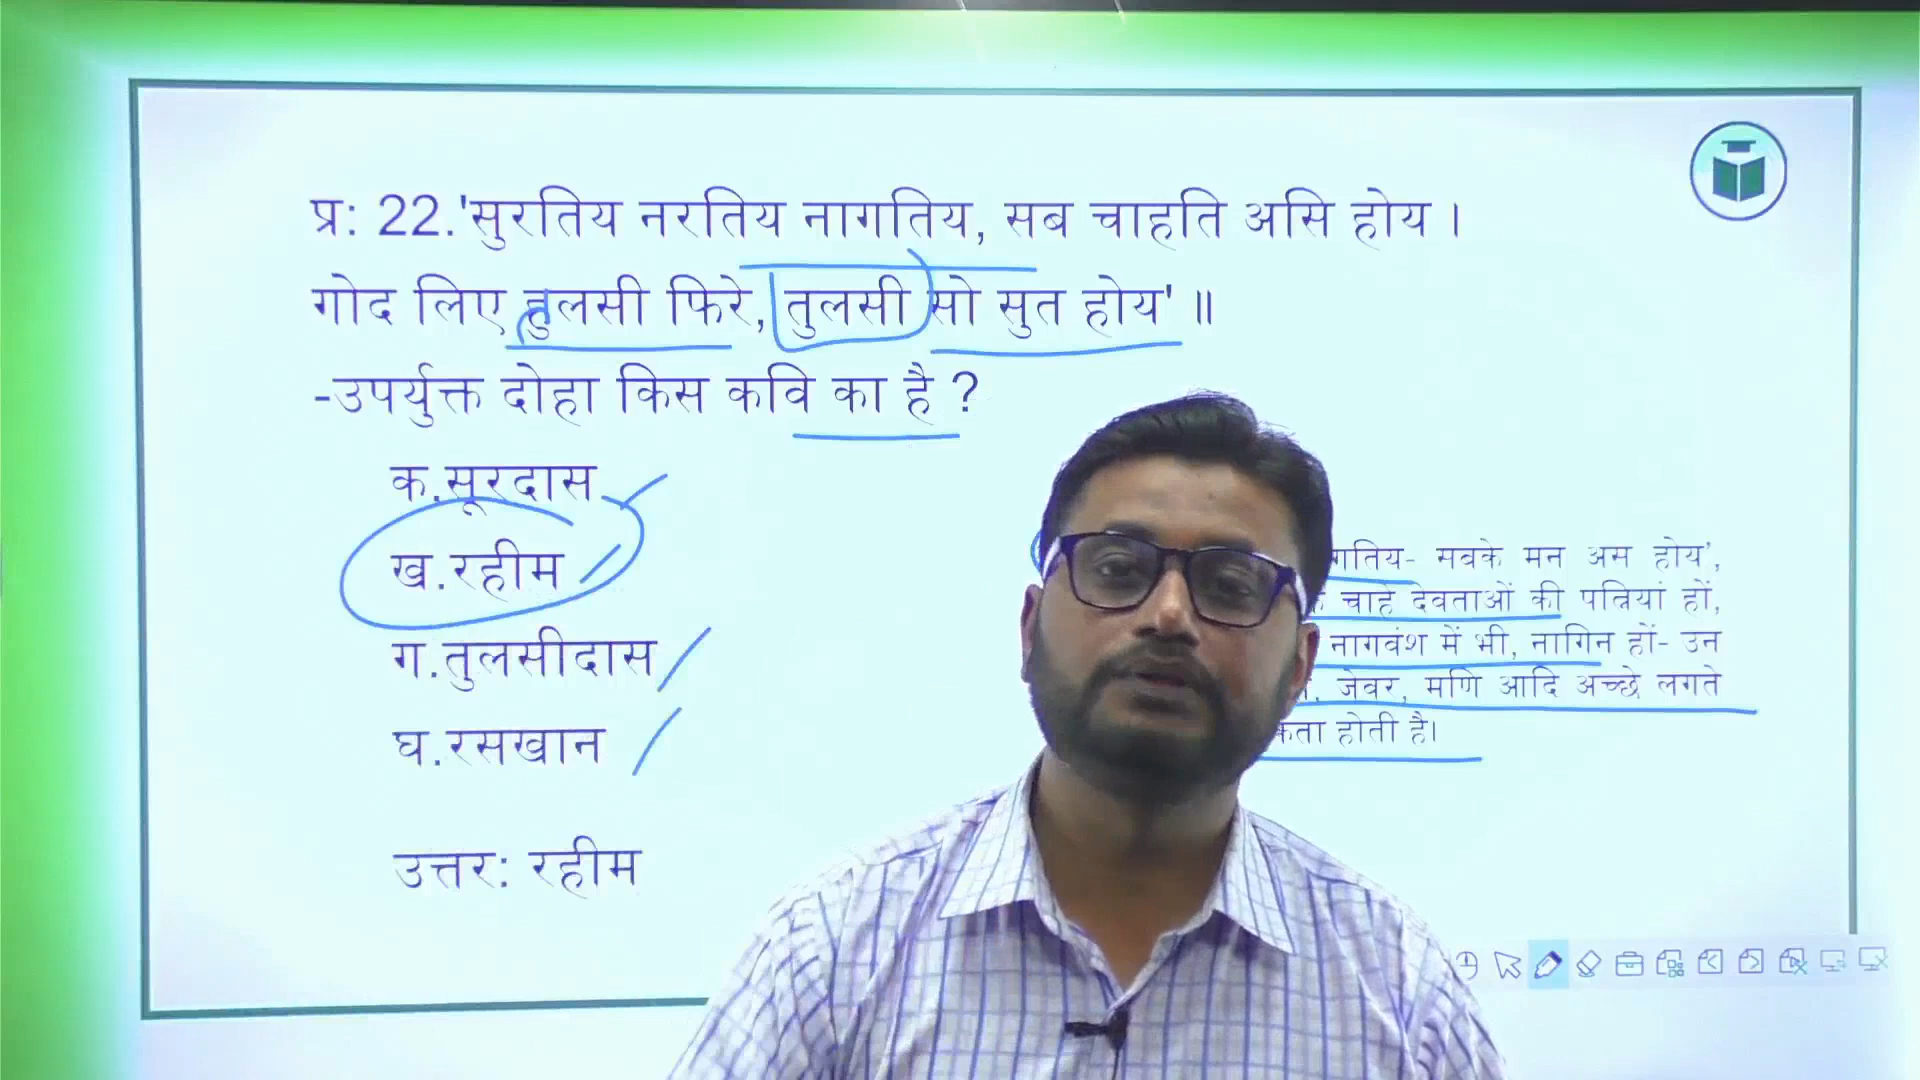 प्र: 22.'सुरतिय नरतिय नागतिय, सब चाहति असि होय ।
गोद लिए तुलसी फिरे, तुलसी सो सुत होय' ॥
-उपर्युक्त दोहा किस कवि का है ?
क.सूरदास
ख.रहीम
ग.तुलसीदास
घ.रसखान
उत्तर: रहीम
सबके मन अस होय',
चाहे देवताओं की पत्नियां हों,
नागवंश में भी, नागिन हों- उन
जेवर, मणि आदि अच्छे लगते
होती है।